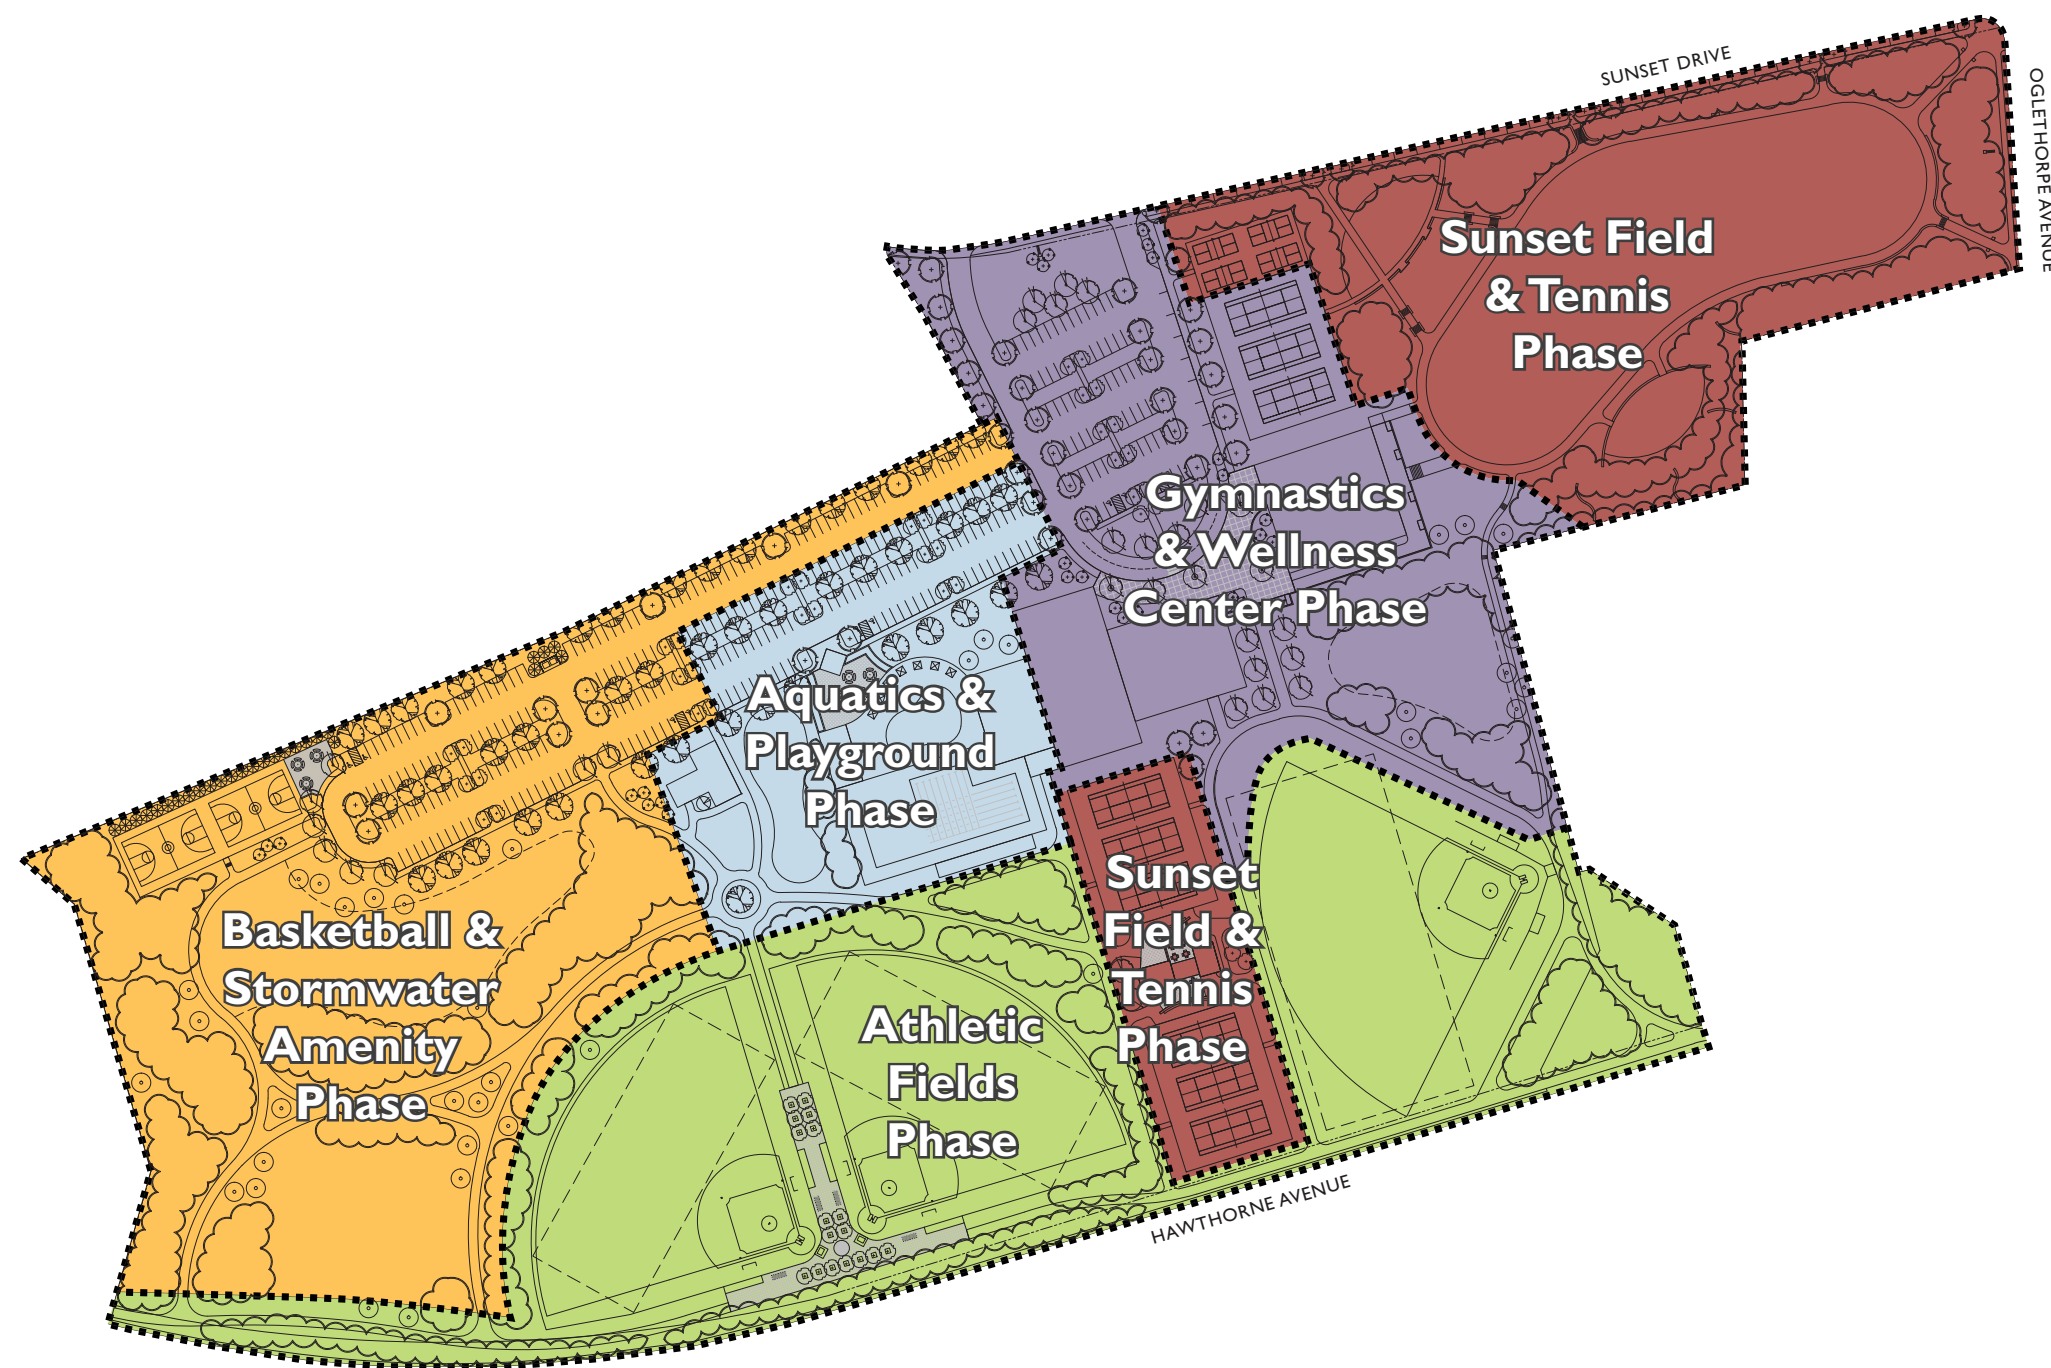 SUNSET DRIVE
OGLETHORPE AVENUE
Sunset Field
& Tennis
Phase
Gymnastics
& Wellness
Center Phase
Aquatics &
Playground
Phase
Sunset
Field &
Tennis
Phase
Basketball &
Stormwater
Amenity
Phase
Athletic
Fields
Phase
HAWTHORNE AVENUE